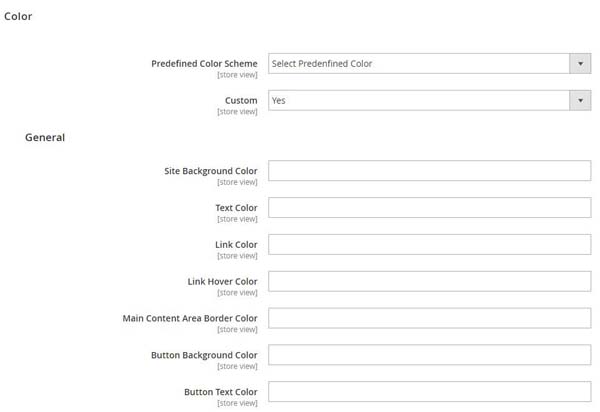 Color
Predefined Color Scheme
Select Predenfined Color
[store view]
Custom
Yes
[store view]
General
Site Background Color
[store view]
Text Color
[store view]
Link Color
[store view]
Link Hover Color
[store view]
Main Content Area Border Color
[store view]
Button Background Color
[store view]
Button Text Color
[store view]